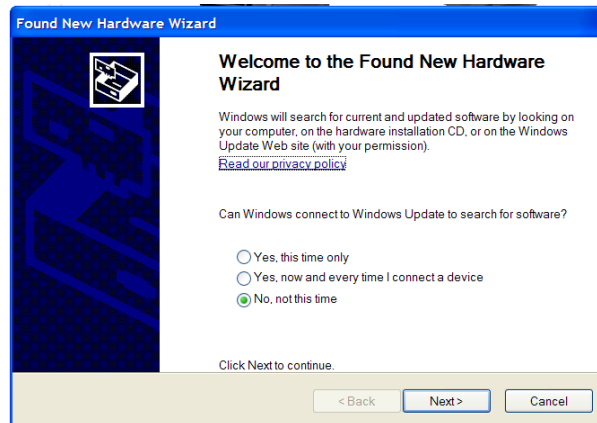 Found New Hardware Wizard
Welcome to the Found New Hardware
Wizard
Windows will search for current and updated software by looking on
your computer, on the hardware installation CD, or on the Windows
Update Web site (with your permission).
Read our privacy policy
Can Windows connect to Windows Update to search for software?
Yes, this time only
Yes, now and every time I connect a device
No, not this time
Click Next to continue.
< Back Next > Cancel